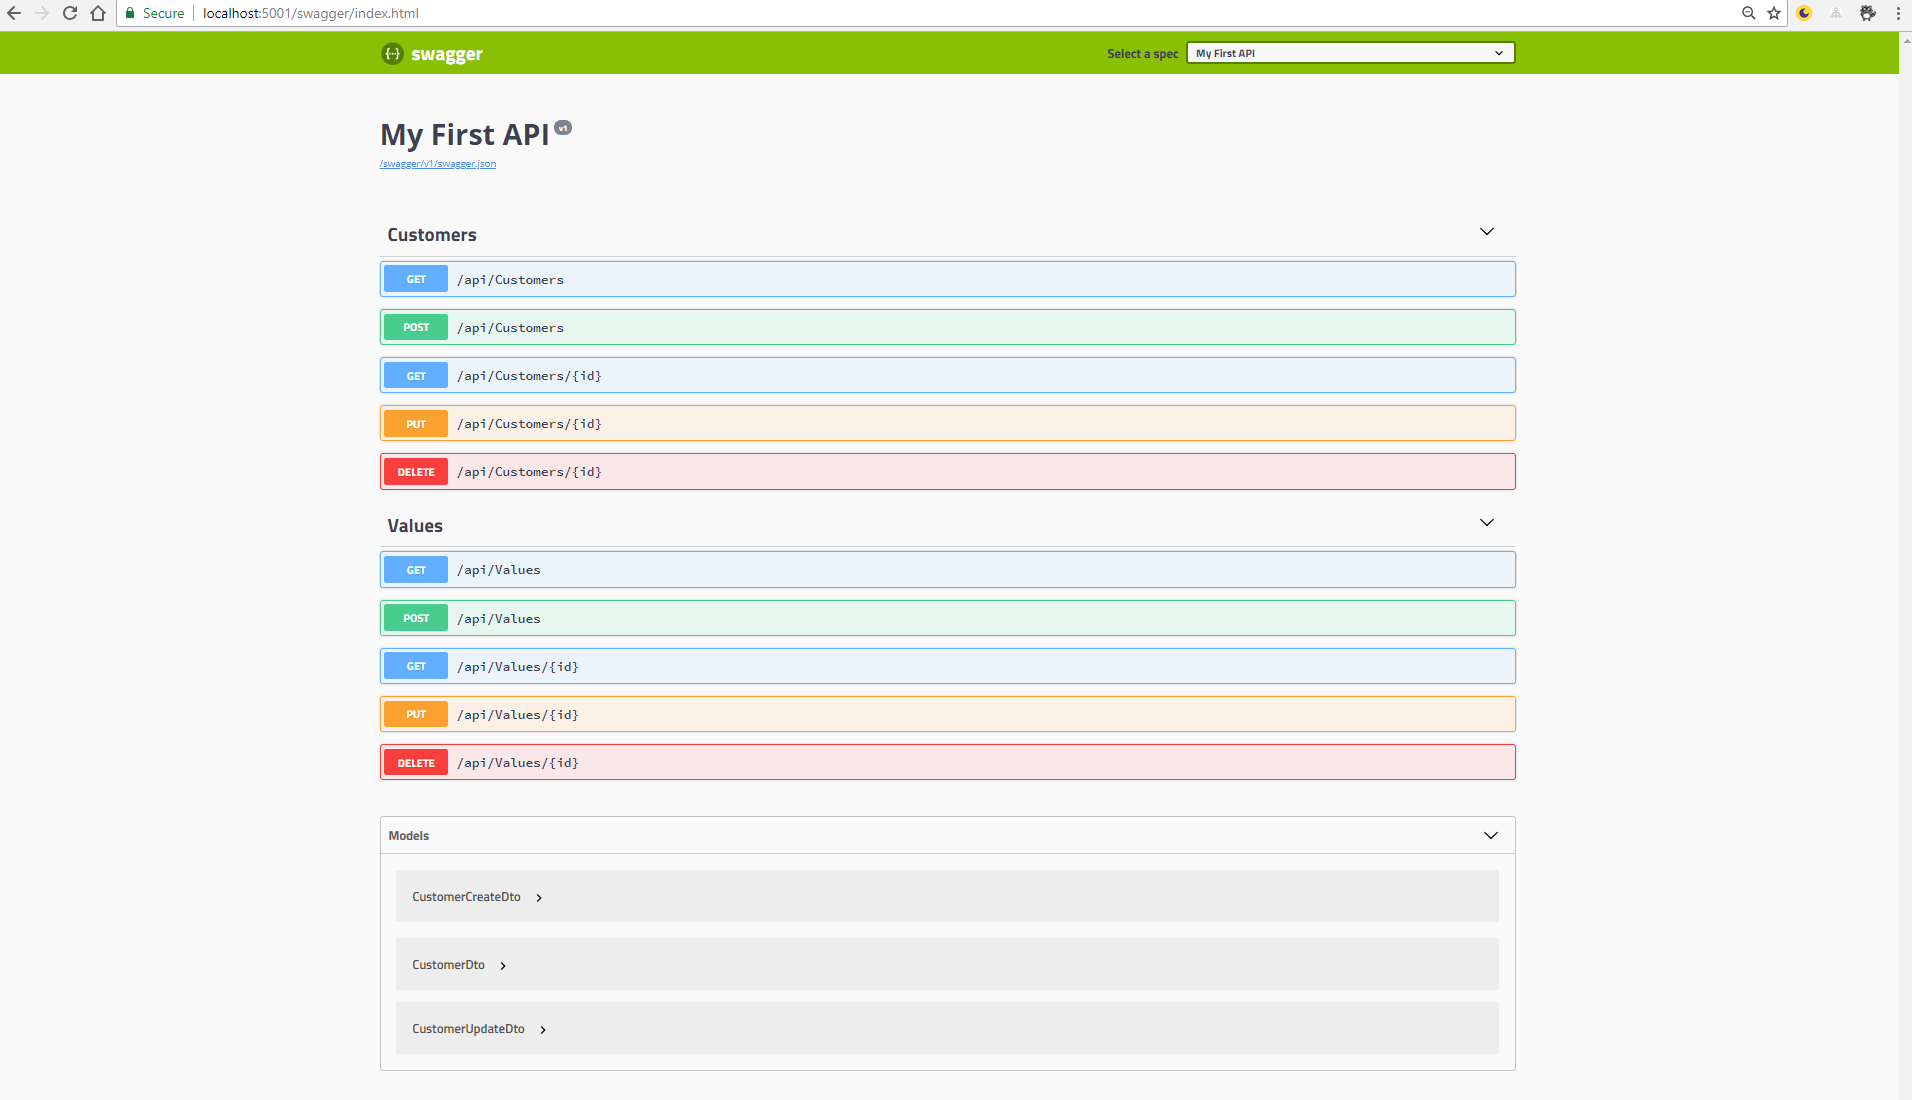 Secure localhost:5001/swagger/index.html
{···} swagger Select a spec My First API
My First API v1
/swagger/v1/swagger.json
Customers
GET /api/Customers
POST /api/Customers
GET /api/Customers/{id}
PUT /api/Customers/{id}
DELETE /api/Customers/{id}
Values
GET /api/Values
POST /api/Values
GET /api/Values/{id}
PUT /api/Values/{id}
DELETE /api/Values/{id}
Models
CustomerCreateDto
CustomerDto
CustomerUpdateDto